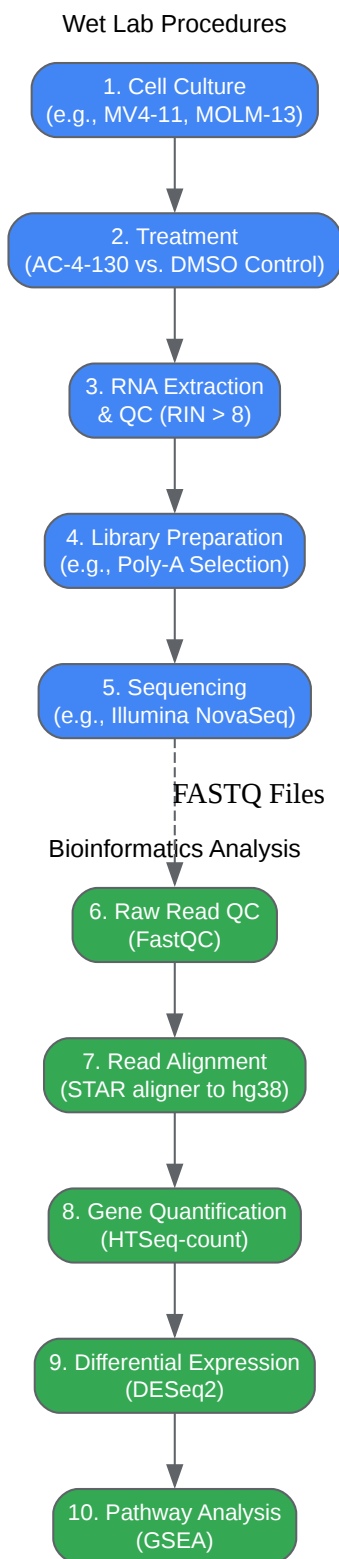 Wet Lab Procedures
1. Cell Culture
(e.g., MV4-11, MOLM-13)
2. Treatment
(AC-4-130 vs. DMSO Control)
3. RNA Extraction
& QC (RIN > 8)
4. Library Preparation
(e.g., Poly-A Selection)
5. Sequencing
(e.g., Illumina NovaSeq)
FASTQ Files
Bioinformatics Analysis
6. Raw Read QC
(FastQC)
7. Read Alignment
(STAR aligner to hg38)
8. Gene Quantification
(HTSeq-count)
9. Differential Expression
(DESeq2)
10. Pathway Analysis
(GSEA)